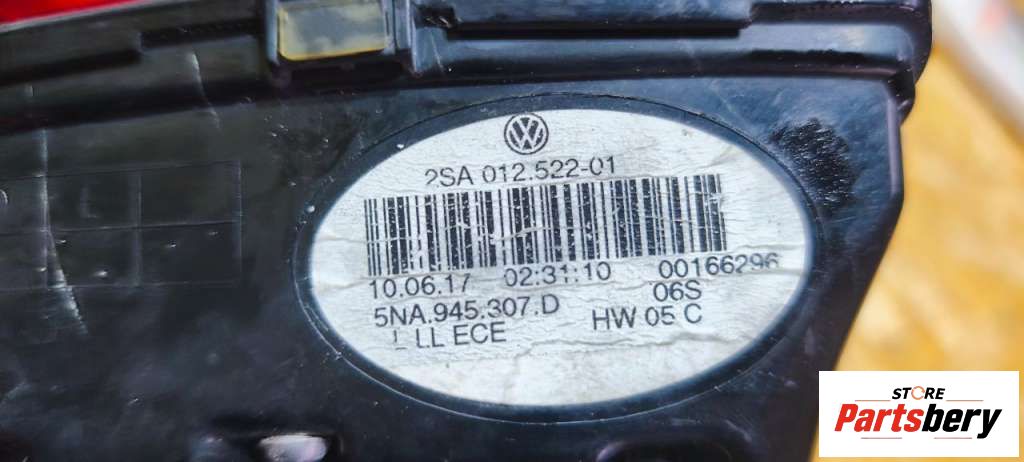 2SA 012.522-01
10.06.17 02:31:10 00166296
06S
5NA.945.307.D
LL ECE HW 05 C
STORE
Partsbery